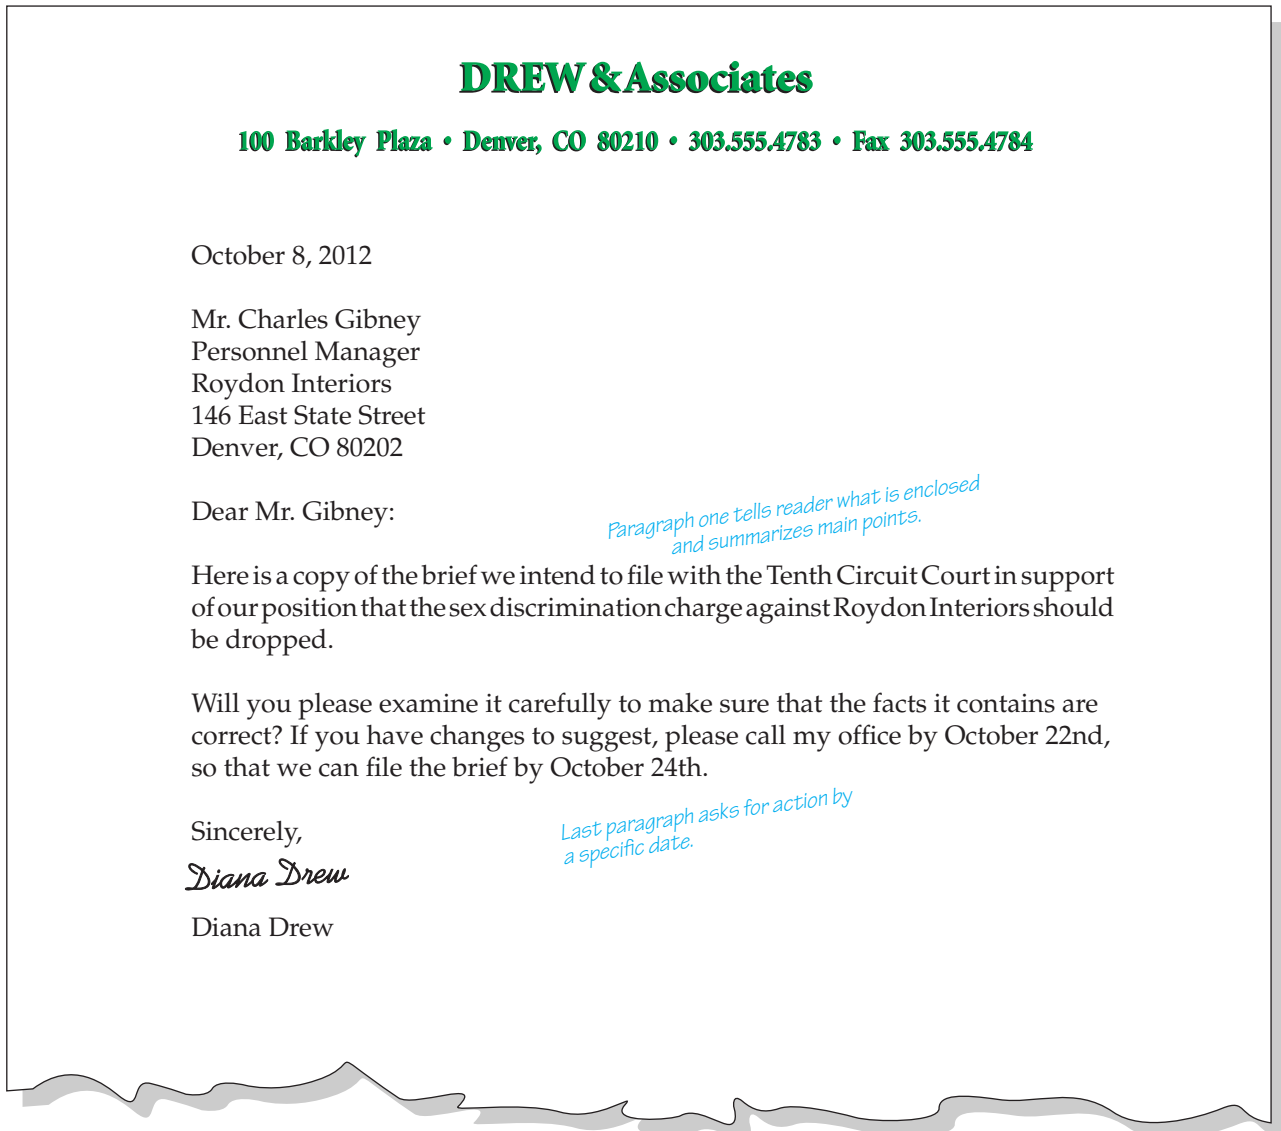 DREW & Associates
100 Barkley Plaza • Denver, CO 80210 • 303.555.4783 • Fax 303.555.4784
October 8, 2012
Mr. Charles Gibney
Personnel Manager
Roydon Interiors
146 East State Street
Denver, CO 80202
Dear Mr. Gibney:
Paragraph one tells reader what is enclosed
and summarizes main points.
Here is a copy of the brief we intend to file with the Tenth Circuit Court in support
of our position that the sex discrimination charge against Roydon Interiors should
be dropped.
Will you please examine it carefully to make sure that the facts it contains are
correct? If you have changes to suggest, please call my office by October 22nd,
so that we can file the brief by October 24th.
Last paragraph asks for action by
a specific date.
Sincerely,
Diana Drew
Diana Drew